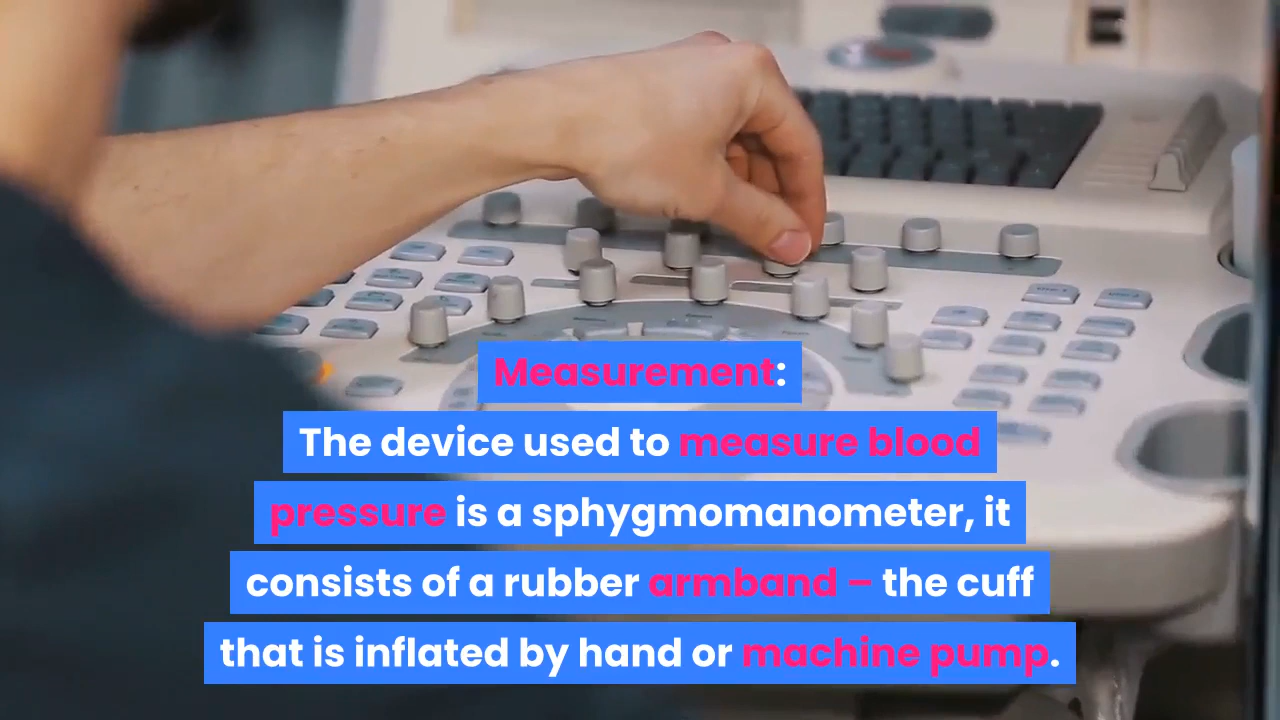 Measurement:
The device used to measure blood
pressure is a sphygmomanometer, it
consists of a rubber armband – the cuff
that is inflated by hand or machine pump.